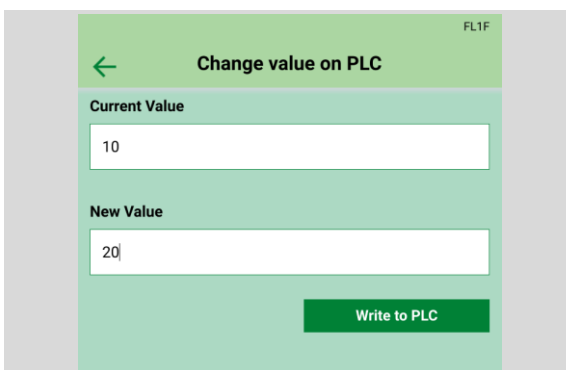 FL1F
Change value on PLC
Current Value
10
New Value
20
Write to PLC